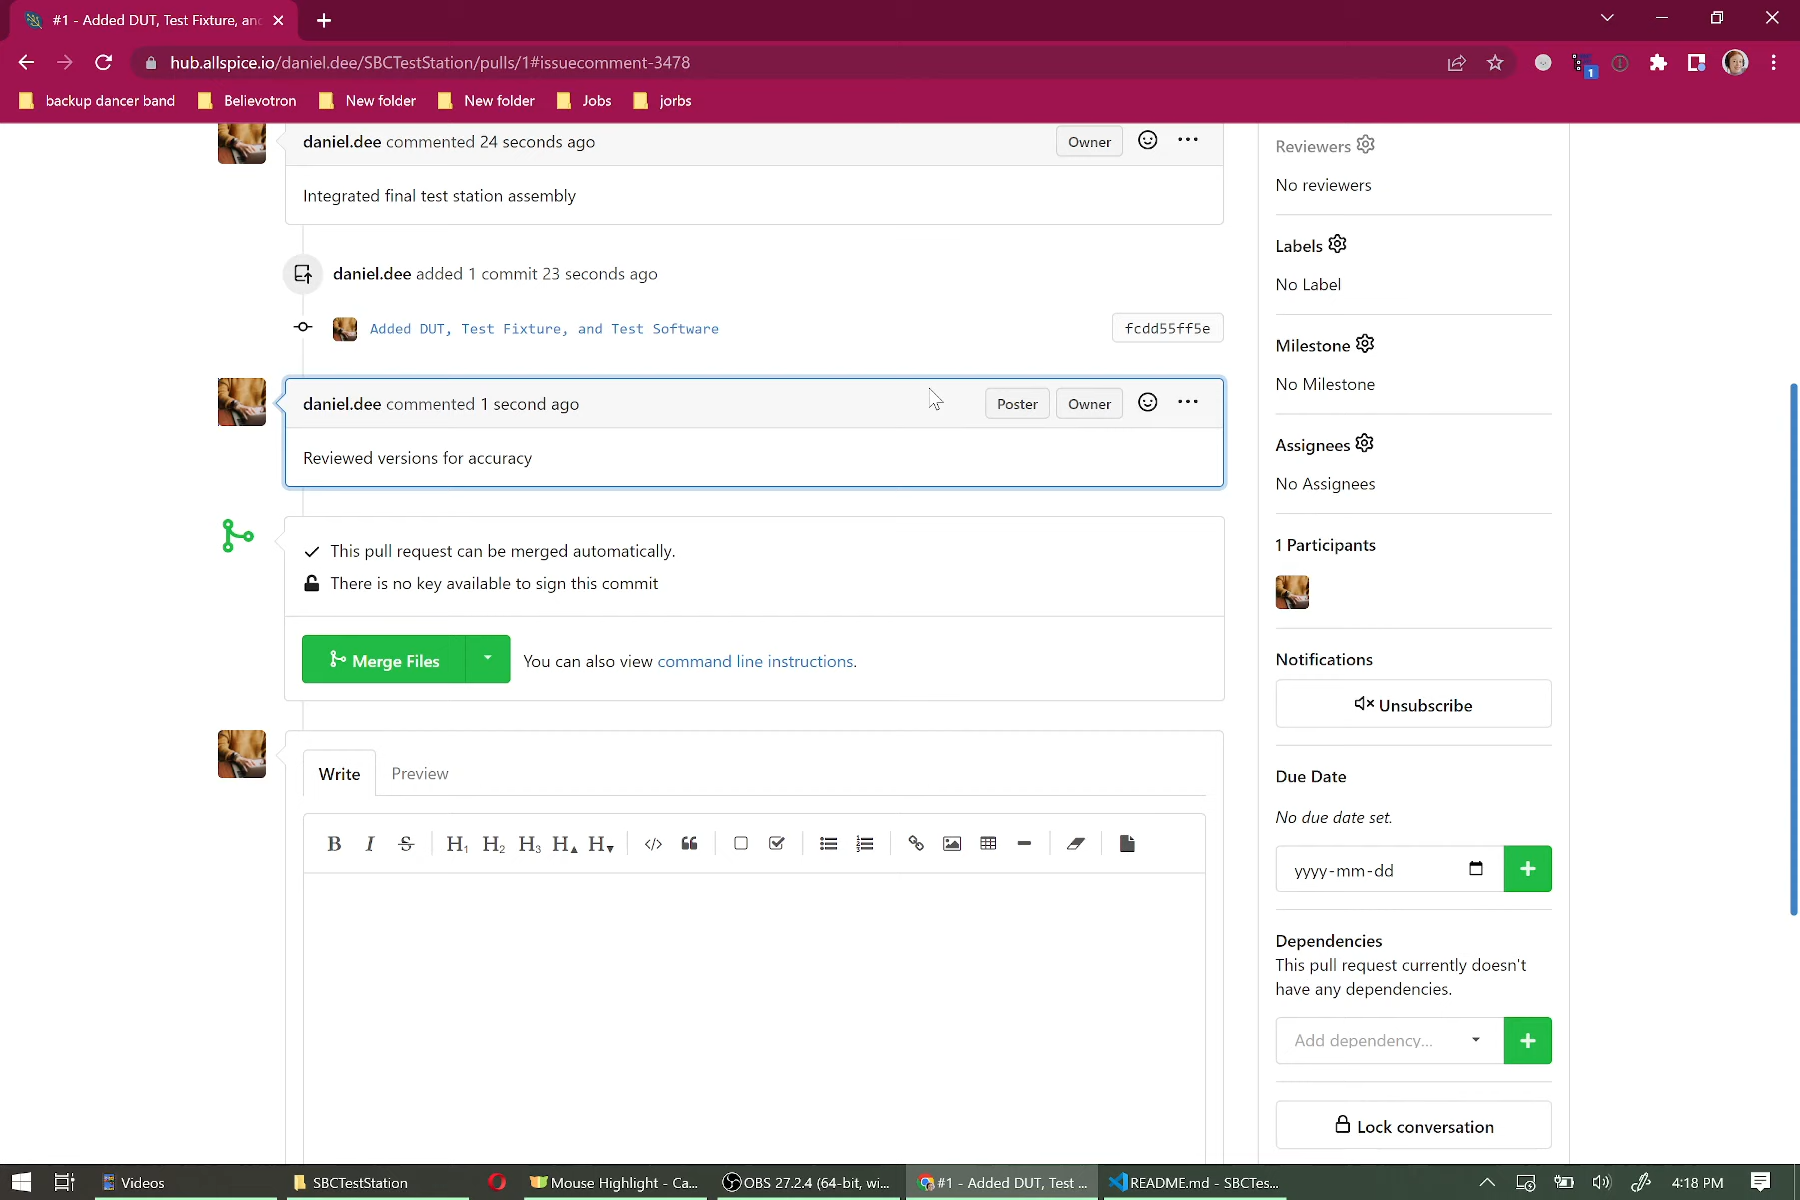 #1 - Added DUT, Test Fixture, an
hub.allspice.io/daniel.dee/SBCTestStation/pulls/1#issuecomment-3478
1
backup dancer band
Believotron
New folder
New folder
Jobs
jorbs
daniel.dee commented 24 seconds ago
Owner
Integrated final test station assembly
daniel.dee added 1 commit 23 seconds ago
Added DUT, Test Fixture, and Test Software
fcdd55ff5e
daniel.dee commented 1 second ago
Poster
Owner
Reviewed versions for accuracy
This pull request can be merged automatically.
There is no key available to sign this commit
Merge Files
You can also view command line instructions.
Write
Preview
B I S H1 H2 H3 H▲ H▼
Reviewers
No reviewers
Labels
No Label
Milestone
No Milestone
Assignees
No Assignees
1 Participants
Notifications
Unsubscribe
Due Date
No due date set.
yyyy-mm-dd
Dependencies
This pull request currently doesn't
have any dependencies.
Add dependency...
Lock conversation
Videos
SBCTestStation
Mouse Highlight - Ca...
OBS 27.2.4 (64-bit, wi...
#1 - Added DUT, Test ...
README.md - SBCTes...
4:18 PM